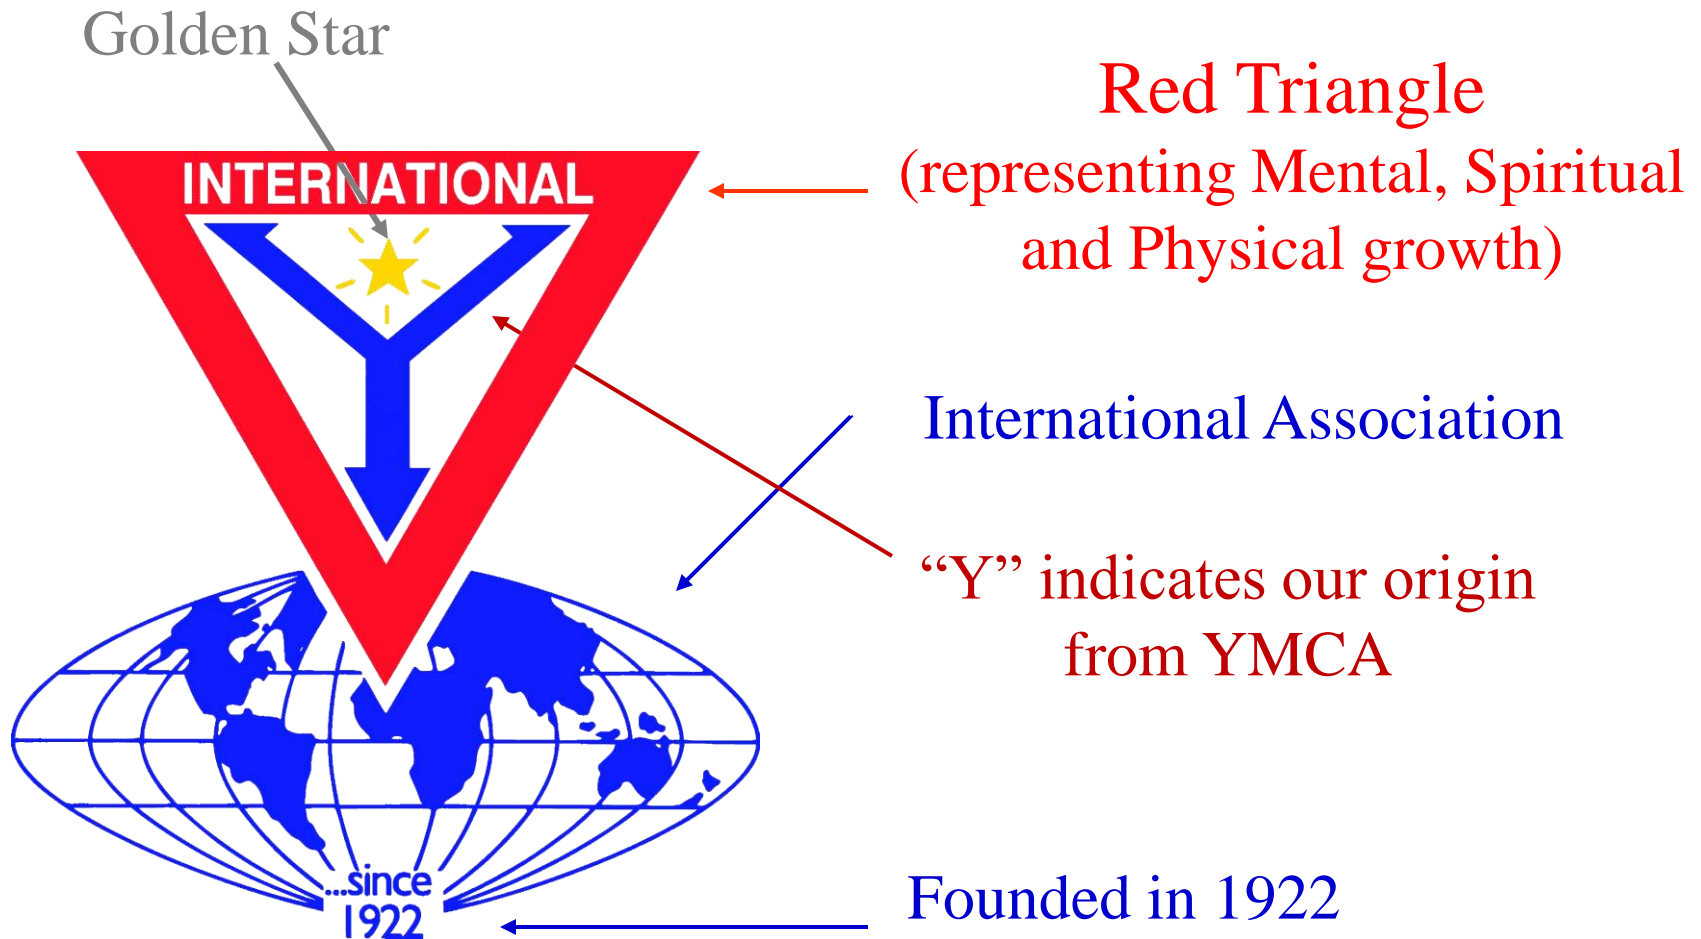 Golden Star
INTERNATIONAL
Red Triangle
(representing Mental, Spiritual
and Physical growth)
International Association
“Y” indicates our origin
from YMCA
...since
1922
Founded in 1922